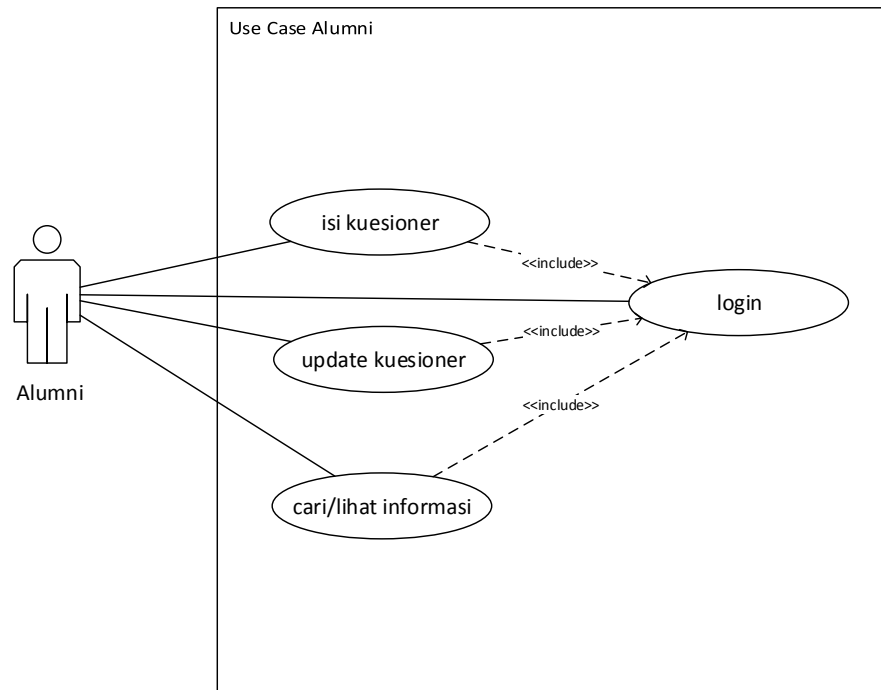 Use Case Alumni
isi kuesioner
<<include>>
login
update kuesioner
<<include>>
Alumni
<<include>>
cari/lihat informasi